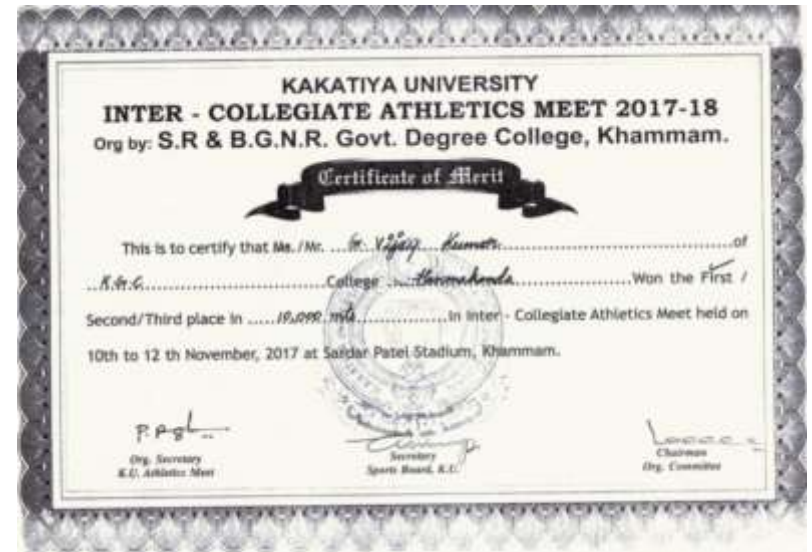 KAKATIYA UNIVERSITY
INTER - COLLEGIATE ATHLETICS MEET 2017-18
Org by: S.R & B.G.N.R. Govt. Degree College, Khammam.
Certificate of Merit
This is to certify that Ms./Mr. ... G. Vijay Kumar ... of
... K.G.C. ... College ... Hanmakonda ... Won the First /
Second/Third place in ... 10,000 mts ... in Inter - Collegiate Athletics Meet held on
10th to 12 th November, 2017 at Sardar Patel Stadium, Khammam.
Org. Secretary
K.U. Athletics Meet
Secretary
Sports Board, K.U.
Chairman
Org. Committee